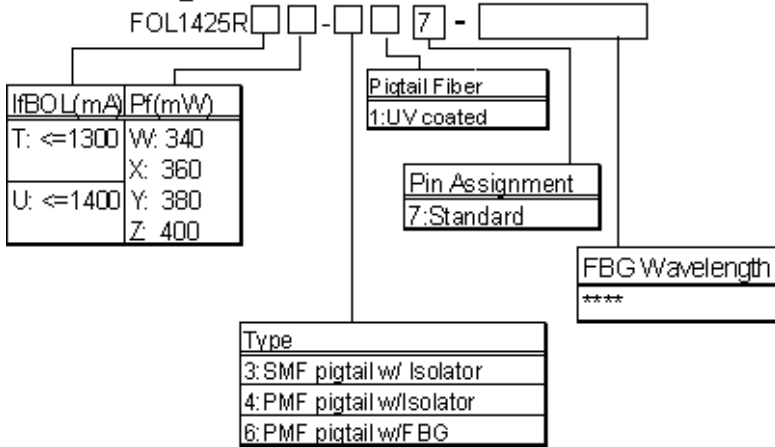 FOL1425R - 7 -
IfBOL(mA) Pf(mW)
T: <=1300 W: 340
X: 360
U: <=1400 Y: 380
Z: 400
Pigtail Fiber
1:UV coated
Pin Assignment
7:Standard
FBG Wavelength
****
Type
3:SMF pigtail w/ Isolator
4:PMF pigtail w/Isolator
6:PMF pigtail w/FBG